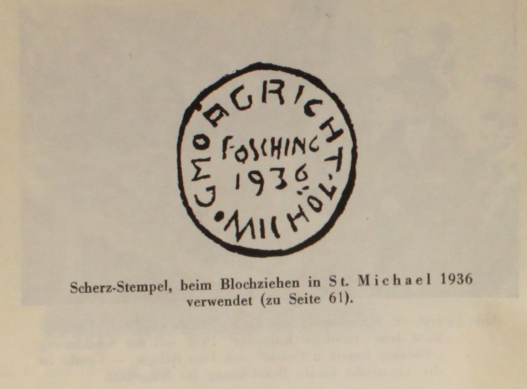 GMOAGRICHT
FOSCHING
1936
MICHÖL
Scherz-Stempel, beim Blochziehen in St. Michael 1936
verwendet (zu Seite 61).